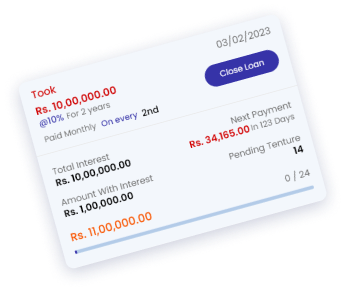 Took
03/02/2023
Rs. 10,00,000.00
@10% For 2 years
Close Loan
Paid Monthly On every 2nd
Total Interest
Next Payment
Rs. 10,00,000.00
Rs. 34,165.00 In 123 Days
Amount With Interest
Pending Tenture
Rs. 1,00,000.00
14
Rs. 11,00,000.00
0 / 24